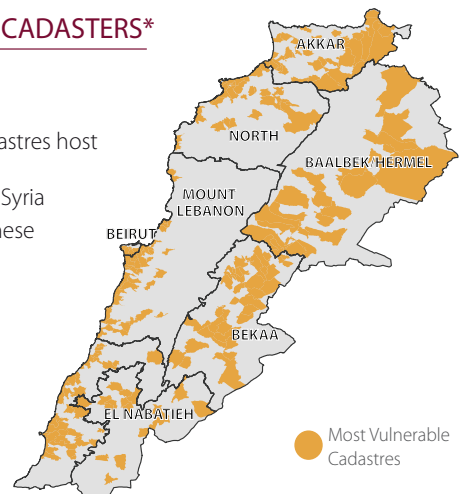 CADASTERS*
astres host
Syria
nese
AKKAR
NORTH
BAALBEK/HERMEL
MOUNT
LEBANON
BEIRUT
BEKAA
EL NABATIEH
Most Vulnerable
Cadastres